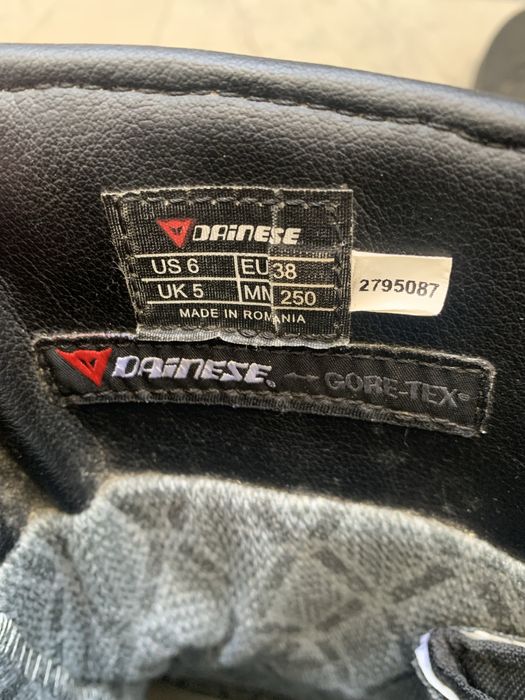 DAINESE
US 6 EU 38
UK 5 MM 250
MADE IN ROMANIA
2795087
DAINESE® GORE-TEX®